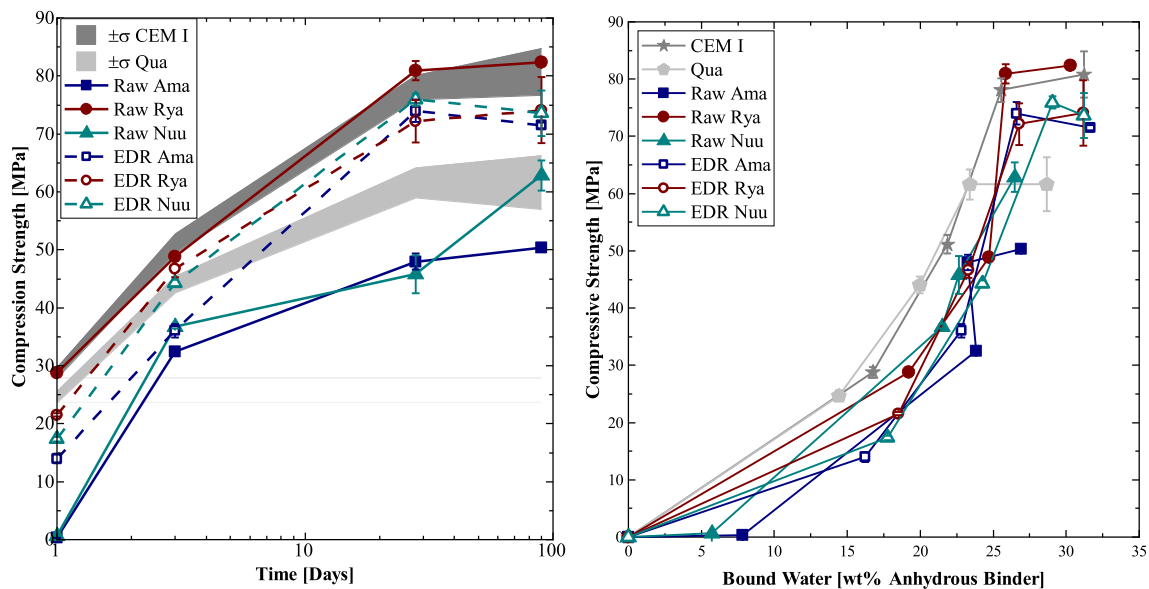 90
80
70
60
50
40
30
20
10
0
Compression Strength [MPa]
±σ CEM I
±σ Qua
Raw Ama
Raw Rya
Raw Nuu
EDR Ama
EDR Rya
EDR Nuu
1
10
100
Time [Days]
90
80
70
60
50
40
30
20
10
0
Compressive Strength [MPa]
CEM I
Qua
Raw Ama
Raw Rya
Raw Nuu
EDR Ama
EDR Rya
EDR Nuu
0 5 10 15 20 25 30 35
Bound Water [wt% Anhydrous Binder]